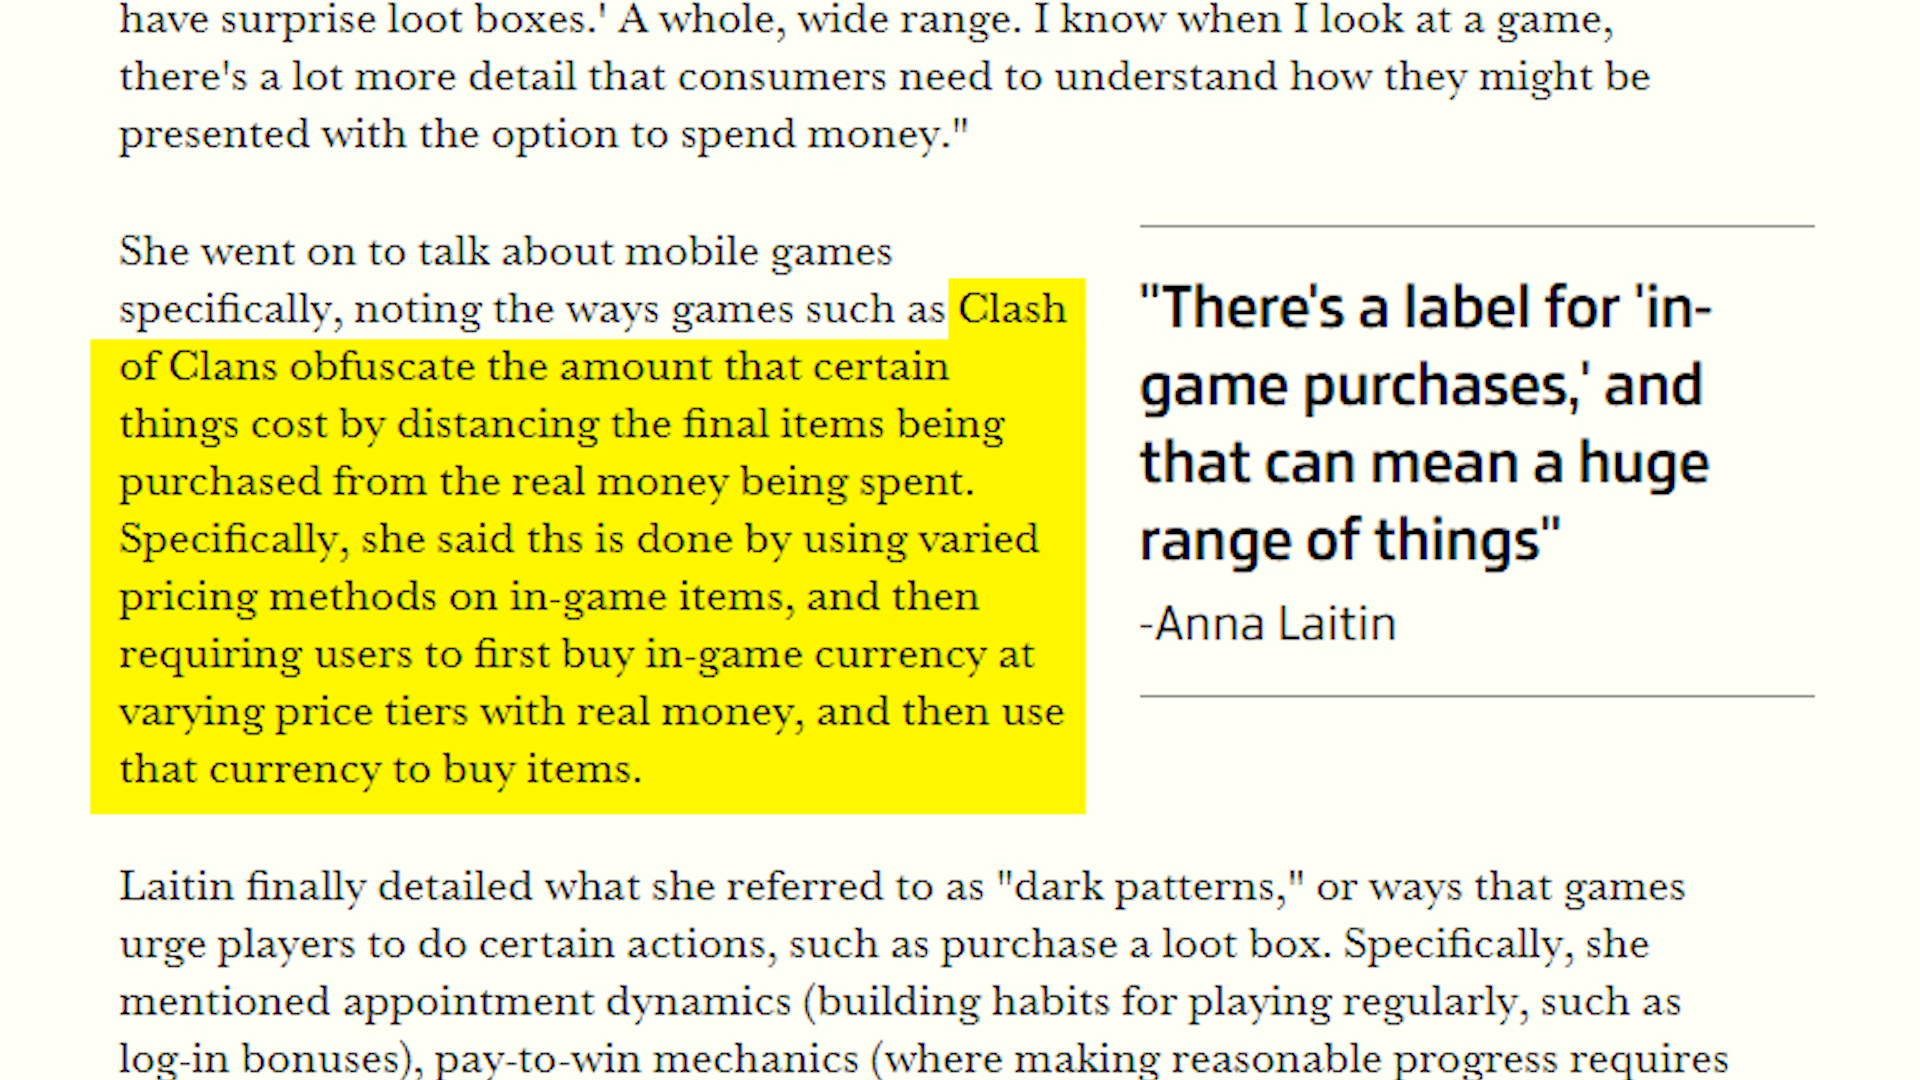 have surprise loot boxes.' A whole, wide range. I know when I look at a game,
there's a lot more detail that consumers need to understand how they might be
presented with the option to spend money."
She went on to talk about mobile games
specifically, noting the ways games such as Clash
of Clans obfuscate the amount that certain
things cost by distancing the final items being
purchased from the real money being spent.
Specifically, she said ths is done by using varied
pricing methods on in-game items, and then
requiring users to first buy in-game currency at
varying price tiers with real money, and then use
that currency to buy items.
"There's a label for 'in-
game purchases,' and
that can mean a huge
range of things"
-Anna Laitin
Laitin finally detailed what she referred to as "dark patterns," or ways that games
urge players to do certain actions, such as purchase a loot box. Specifically, she
mentioned appointment dynamics (building habits for playing regularly, such as
log-in bonuses), pay-to-win mechanics (where making reasonable progress requires